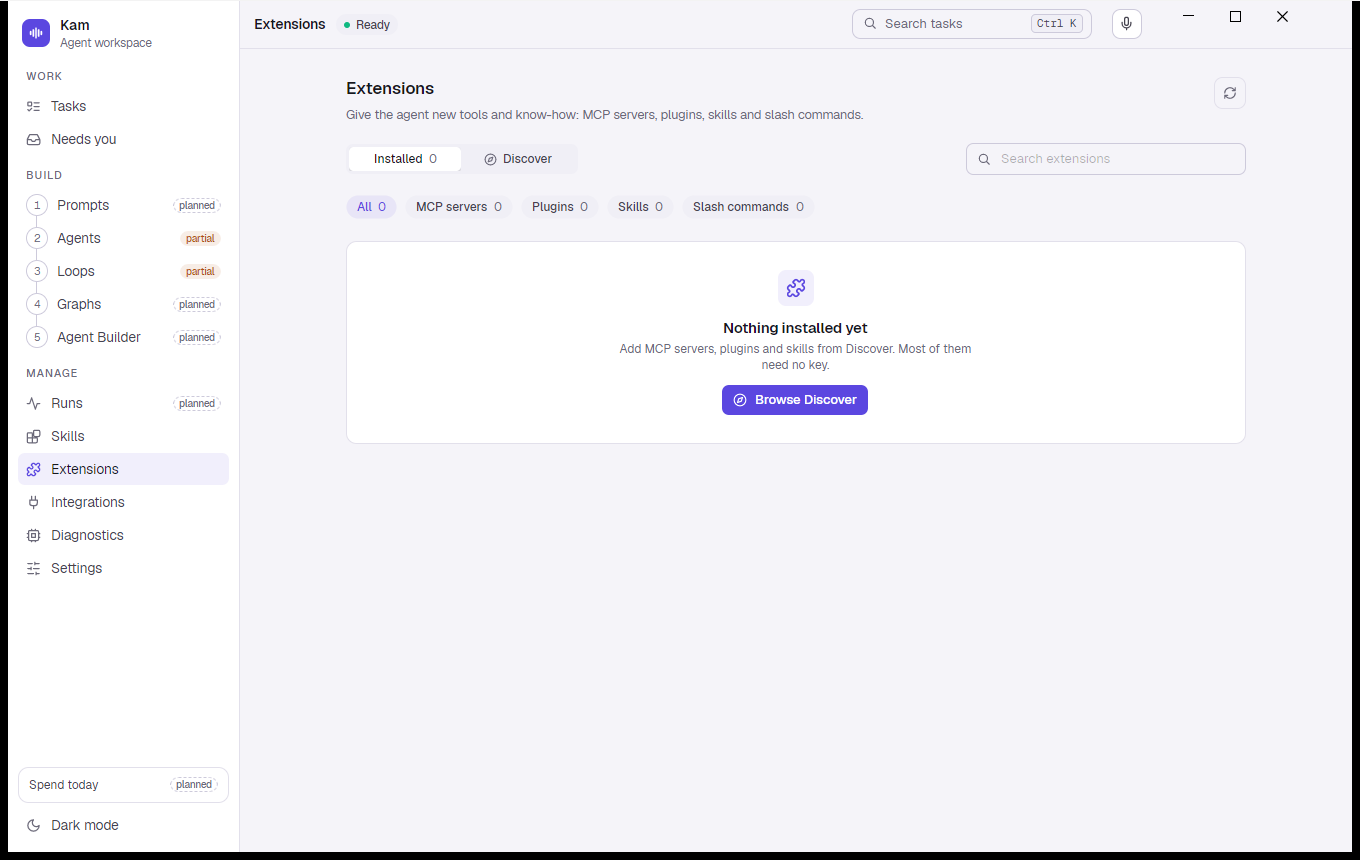 Kam
Agent workspace
WORK
Tasks
Needs you
BUILD
1 Prompts planned
2 Agents partial
3 Loops partial
4 Graphs planned
5 Agent Builder planned
MANAGE
Runs planned
Skills
Extensions
Integrations
Diagnostics
Settings
Spend today planned
Dark mode
Extensions Ready
Search tasks Ctrl K
Extensions
Give the agent new tools and know-how: MCP servers, plugins, skills and slash commands.
Installed 0 Discover
Search extensions
All 0 MCP servers 0 Plugins 0 Skills 0 Slash commands 0
Nothing installed yet
Add MCP servers, plugins and skills from Discover. Most of them
need no key.
Browse Discover